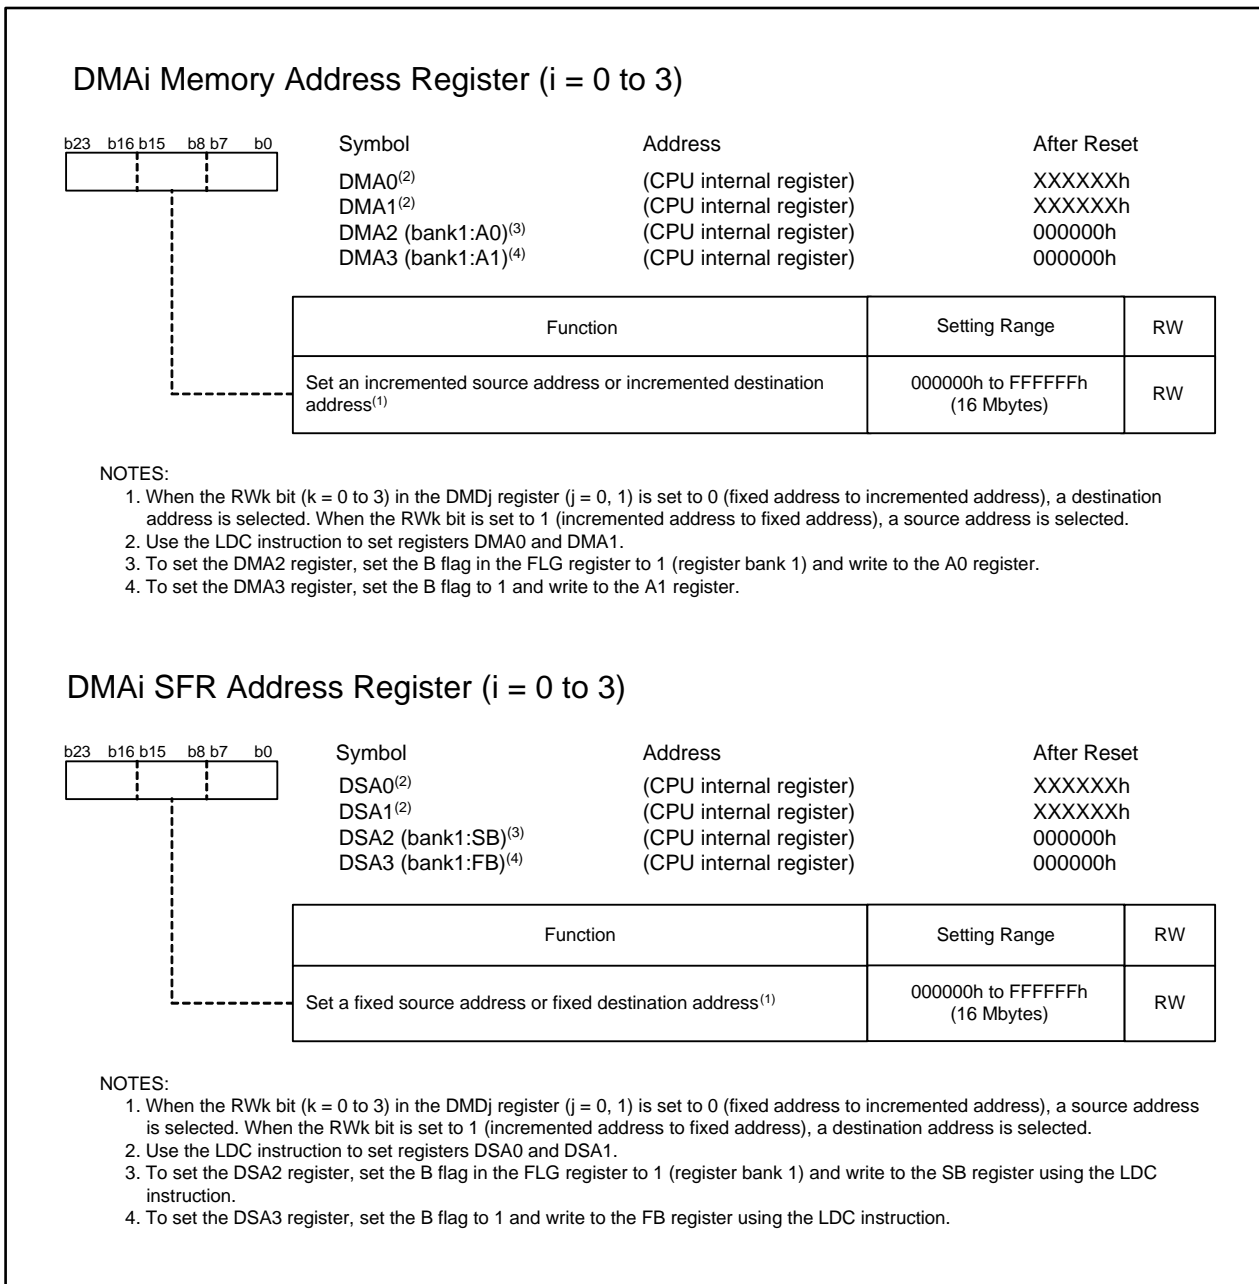 DMAi Memory Address Register (i = 0 to 3)
b23 b16 b15 b8 b7 b0
Symbol Address After Reset
DMA0(2) (CPU internal register) XXXXXXh
DMA1(2) (CPU internal register) XXXXXXh
DMA2 (bank1:A0)(3) (CPU internal register) 000000h
DMA3 (bank1:A1)(4) (CPU internal register) 000000h
Function Setting Range RW
Set an incremented source address or incremented destination
address(1)
000000h to FFFFFFh
(16 Mbytes)
RW
NOTES:
1. When the RWk bit (k = 0 to 3) in the DMDj register (j = 0, 1) is set to 0 (fixed address to incremented address), a destination
address is selected. When the RWk bit is set to 1 (incremented address to fixed address), a source address is selected.
2. Use the LDC instruction to set registers DMA0 and DMA1.
3. To set the DMA2 register, set the B flag in the FLG register to 1 (register bank 1) and write to the A0 register.
4. To set the DMA3 register, set the B flag to 1 and write to the A1 register.
DMAi SFR Address Register (i = 0 to 3)
b23 b16 b15 b8 b7 b0
Symbol Address After Reset
DSA0(2) (CPU internal register) XXXXXXh
DSA1(2) (CPU internal register) XXXXXXh
DSA2 (bank1:SB)(3) (CPU internal register) 000000h
DSA3 (bank1:FB)(4) (CPU internal register) 000000h
Function Setting Range RW
Set a fixed source address or fixed destination address(1)
000000h to FFFFFFh
(16 Mbytes)
RW
NOTES:
1. When the RWk bit (k = 0 to 3) in the DMDj register (j = 0, 1) is set to 0 (fixed address to incremented address), a source address
is selected. When the RWk bit is set to 1 (incremented address to fixed address), a destination address is selected.
2. Use the LDC instruction to set registers DSA0 and DSA1.
3. To set the DSA2 register, set the B flag in the FLG register to 1 (register bank 1) and write to the SB register using the LDC
instruction.
4. To set the DSA3 register, set the B flag to 1 and write to the FB register using the LDC instruction.